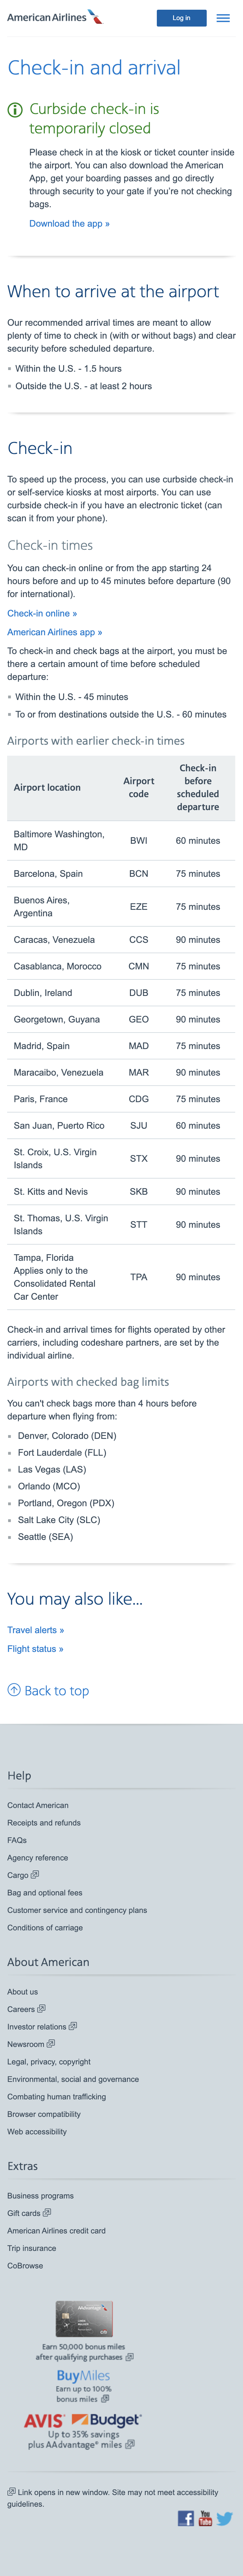 American Airlines
Log in
Check-in and arrival
Curbside check-in is
temporarily closed
Please check in at the kiosk or ticket counter inside
the airport. You can also download the American
App, get your boarding passes and go directly
through security to your gate if you're not checking
bags.
Download the app »
When to arrive at the airport
Our recommended arrival times are meant to allow
plenty of time to check in (with or without bags) and clear
security before scheduled departure.
Within the U.S. - 1.5 hours
Outside the U.S. - at least 2 hours
Check-in
To speed up the process, you can use curbside check-in
or self-service kiosks at most airports. You can use
curbside check-in if you have an electronic ticket (can
scan it from your phone).
Check-in times
You can check-in online or from the app starting 24
hours before and up to 45 minutes before departure (90
for international).
Check-in online »
American Airlines app »
To check-in and check bags at the airport, you must be
there a certain amount of time before scheduled
departure:
Within the U.S. - 45 minutes
To or from destinations outside the U.S. - 60 minutes
Airports with earlier check-in times
Airport location Airport code Check-in before scheduled departure
Baltimore Washington, MD BWI 60 minutes
Barcelona, Spain BCN 75 minutes
Buenos Aires, Argentina EZE 75 minutes
Caracas, Venezuela CCS 90 minutes
Casablanca, Morocco CMN 75 minutes
Dublin, Ireland DUB 75 minutes
Georgetown, Guyana GEO 90 minutes
Madrid, Spain MAD 75 minutes
Maracaibo, Venezuela MAR 90 minutes
Paris, France CDG 75 minutes
San Juan, Puerto Rico SJU 60 minutes
St. Croix, U.S. Virgin Islands STX 90 minutes
St. Kitts and Nevis SKB 90 minutes
St. Thomas, U.S. Virgin Islands STT 90 minutes
Tampa, Florida
Applies only to the
Consolidated Rental
Car Center TPA 90 minutes
Check-in and arrival times for flights operated by other
carriers, including codeshare partners, are set by the
individual airline.
Airports with checked bag limits
You can't check bags more than 4 hours before
departure when flying from:
Denver, Colorado (DEN)
Fort Lauderdale (FLL)
Las Vegas (LAS)
Orlando (MCO)
Portland, Oregon (PDX)
Salt Lake City (SLC)
Seattle (SEA)
You may also like...
Travel alerts »
Flight status »
Back to top
Help
Contact American
Receipts and refunds
FAQs
Agency reference
Cargo
Bag and optional fees
Customer service and contingency plans
Conditions of carriage
About American
About us
Careers
Investor relations
Newsroom
Legal, privacy, copyright
Environmental, social and governance
Combating human trafficking
Browser compatibility
Web accessibility
Extras
Business programs
Gift cards
American Airlines credit card
Trip insurance
CoBrowse
Earn 50,000 bonus miles
after qualifying purchases
BuyMiles
Earn up to 100%
bonus miles
AVIS Budget
Up to 35% savings
plus AAdvantage® miles
Link opens in new window. Site may not meet accessibility
guidelines.
You Tube